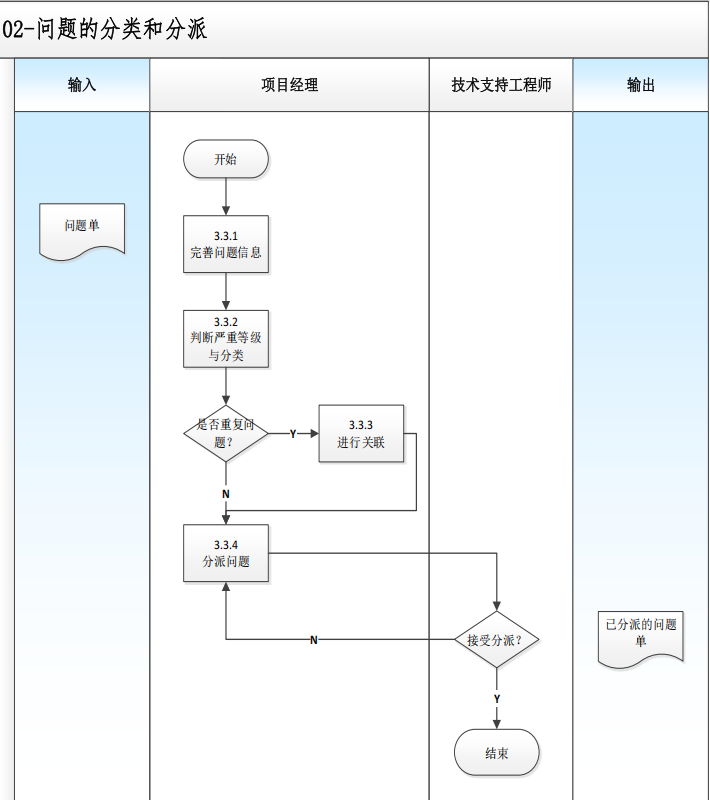 02-问题的分类和分派
输入
项目经理
技术支持工程师
输出
开始
问题单
3.3.1
完善问题信息
3.3.2
判断严重等级
与分类
是否重复问
题？
Y
3.3.3
进行关联
N
3.3.4
分派问题
已分派的问题
单
接受分派？
N
Y
结束